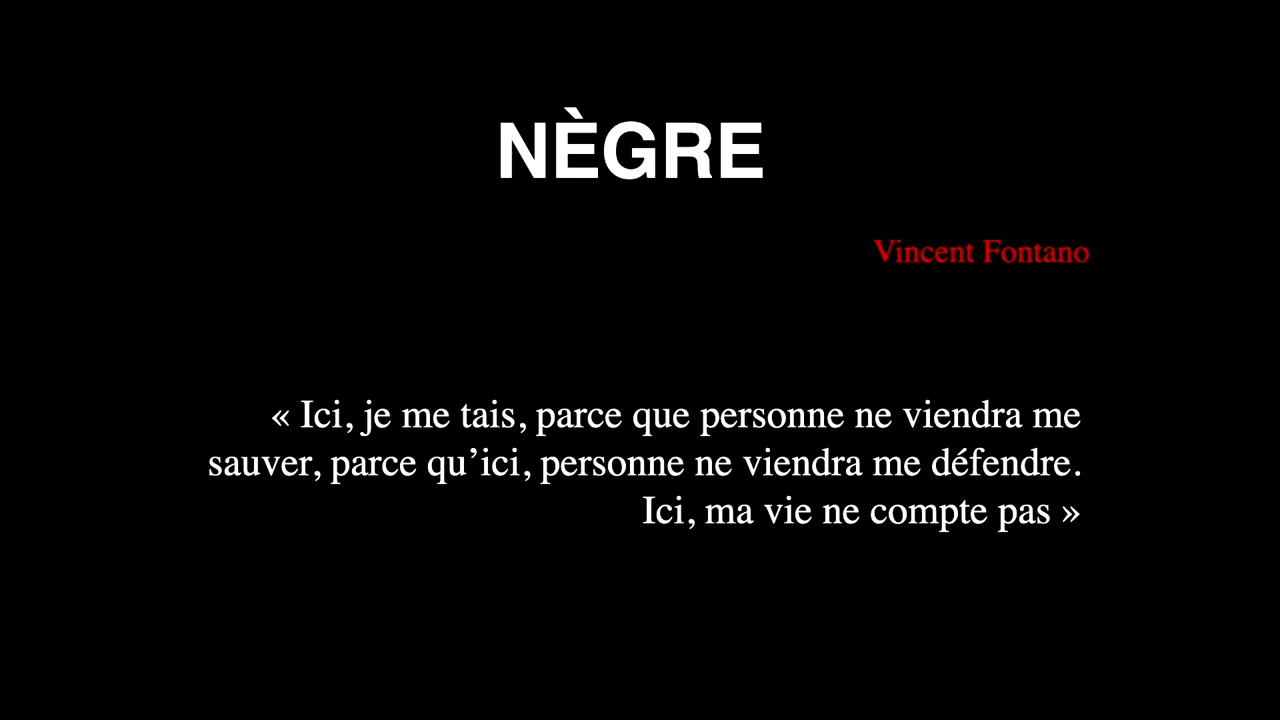 NÈGRE
Vincent Fontano
« Ici, je me tais, parce que personne ne viendra me
sauver, parce qu’ici, personne ne viendra me défendre.
Ici, ma vie ne compte pas »